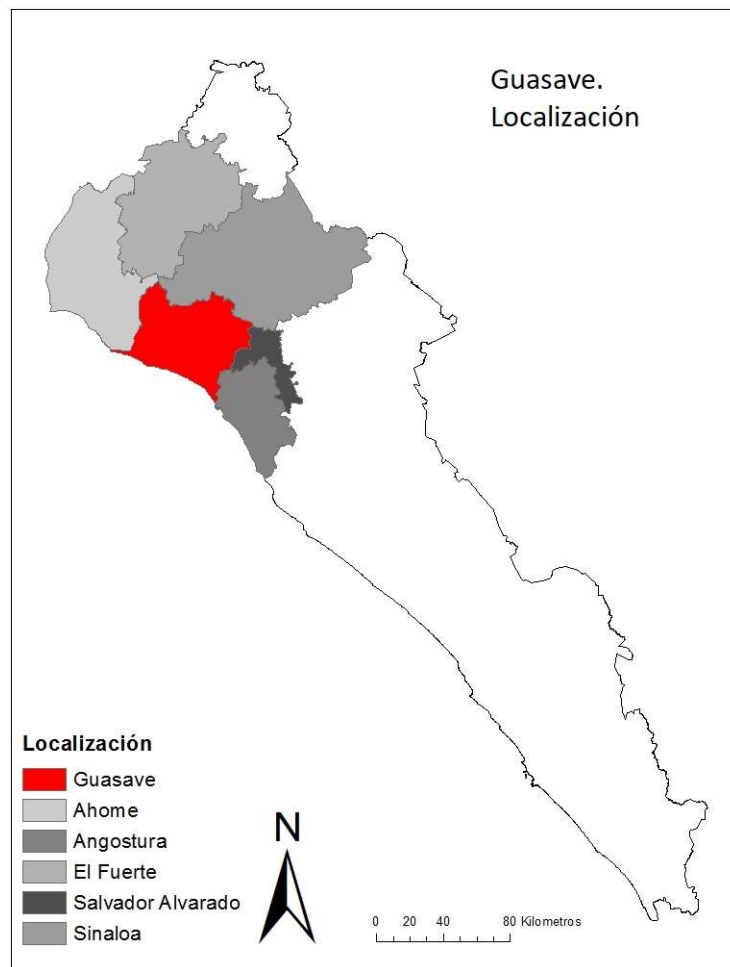 Guasave.
Localización
Localización
Guasave
Ahome
Angostura
El Fuerte
Salvador Alvarado
Sinaloa
N
0 20 40 80 Kilometros